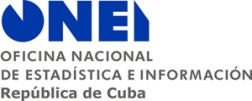 ONEI
OFICINA NACIONAL
DE ESTADÍSTICA E INFORMACIÓN
República de Cuba